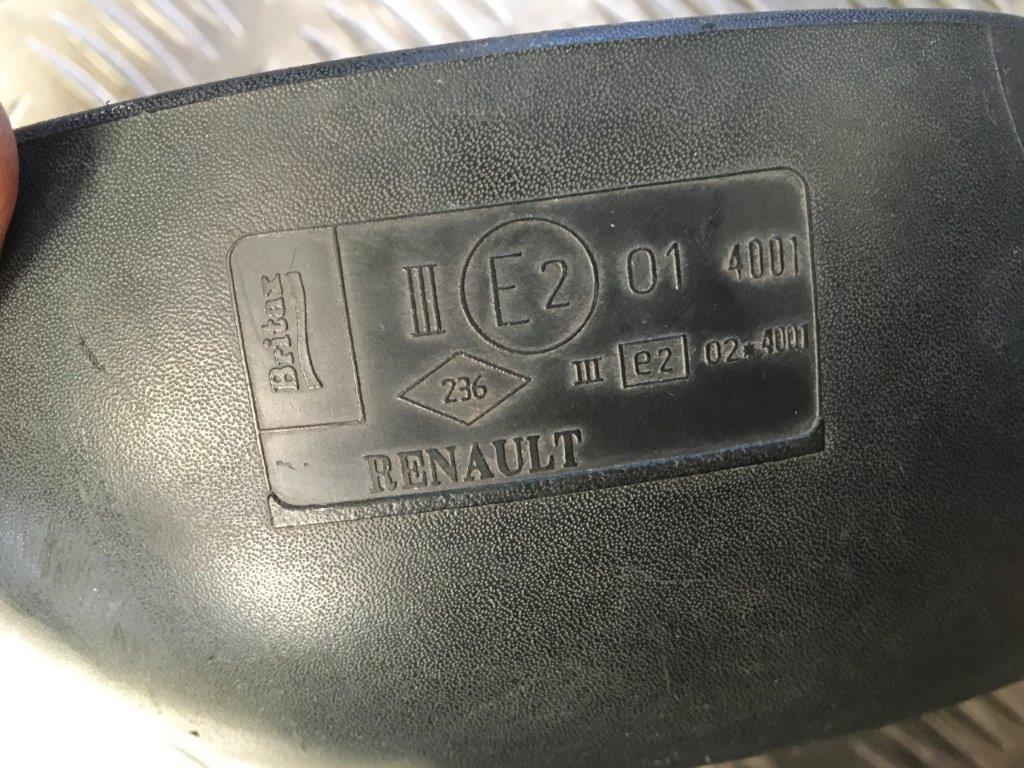 Britax
III E2 01 4001
236 III e2 02*4001
RENAULT